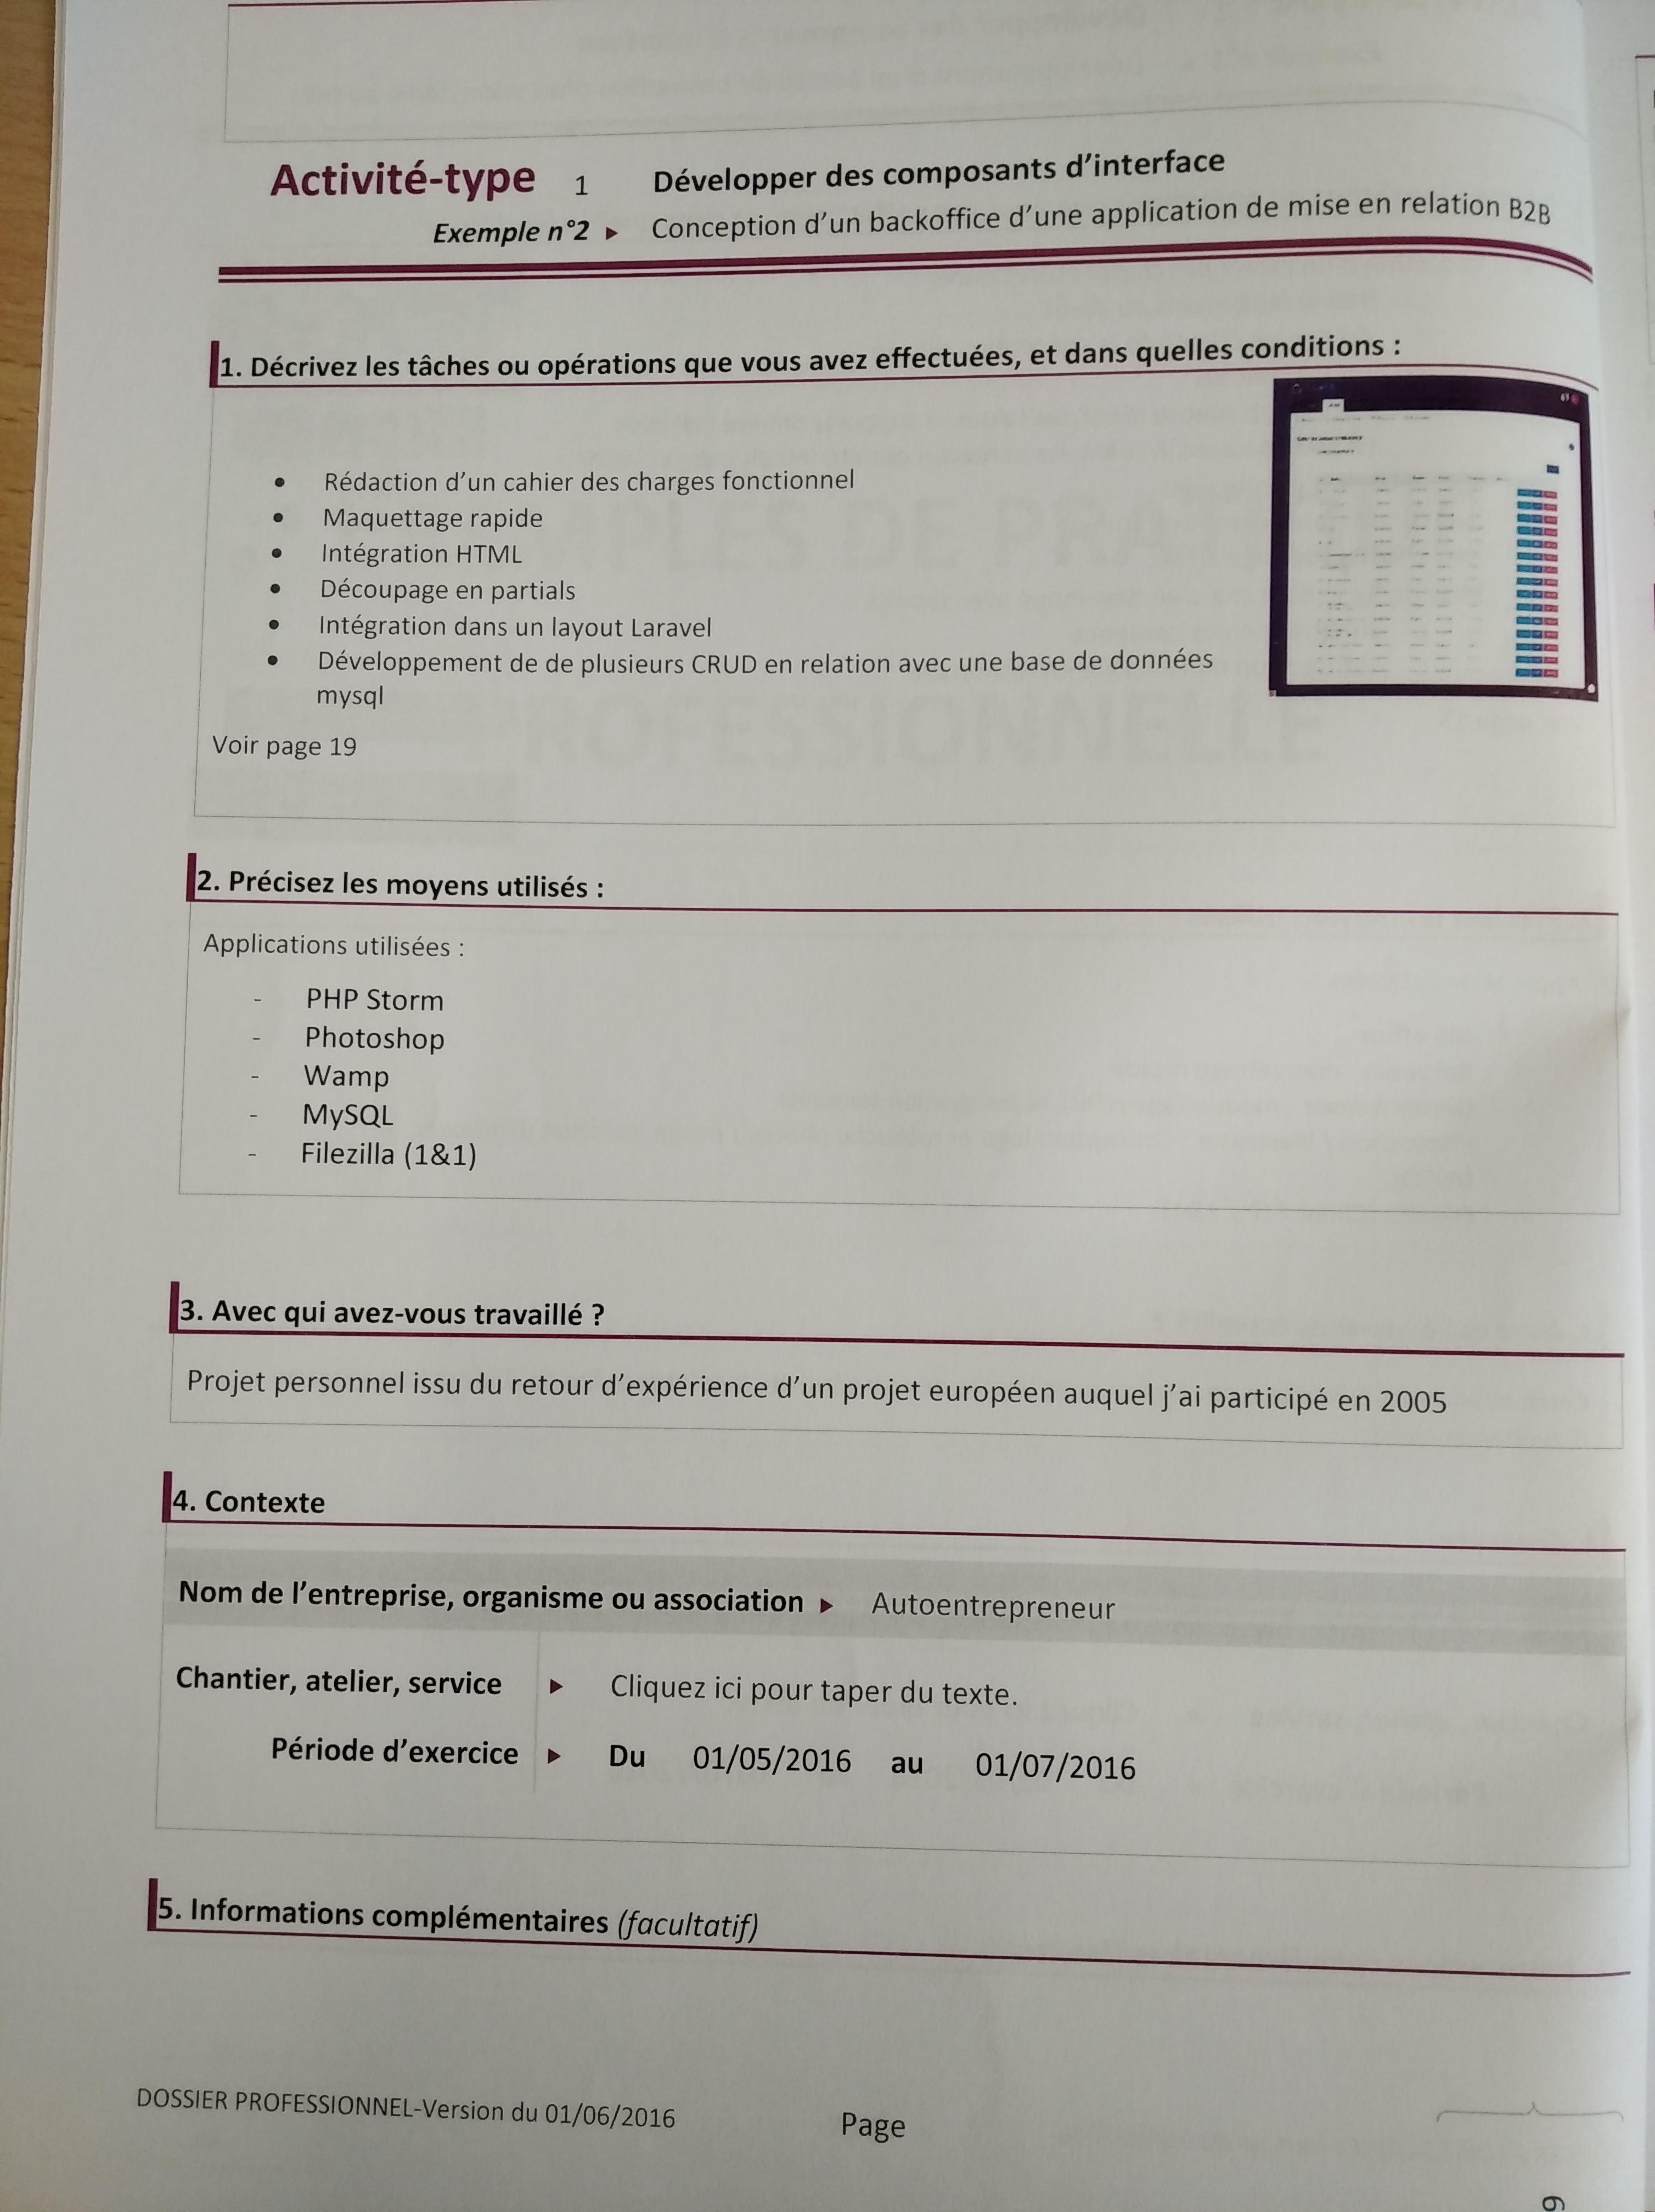 Activité-type 1 Développer des composants d'interface
Exemple n°2 ▸ Conception d'un backoffice d'une application de mise en relation B2B
1. Décrivez les tâches ou opérations que vous avez effectuées, et dans quelles conditions :
• Rédaction d'un cahier des charges fonctionnel
• Maquettage rapide
• Intégration HTML
• Découpage en partials
• Intégration dans un layout Laravel
• Développement de de plusieurs CRUD en relation avec une base de données
mysql
Voir page 19
2. Précisez les moyens utilisés :
Applications utilisées :
- PHP Storm
- Photoshop
- Wamp
- MySQL
- Filezilla (1&1)
3. Avec qui avez-vous travaillé ?
Projet personnel issu du retour d'expérience d'un projet européen auquel j'ai participé en 2005
4. Contexte
Nom de l'entreprise, organisme ou association ▸ Autoentrepreneur
Chantier, atelier, service ▸ Cliquez ici pour taper du texte.
Période d'exercice ▸ Du 01/05/2016 au 01/07/2016
5. Informations complémentaires (facultatif)
DOSSIER PROFESSIONNEL-Version du 01/06/2016 Page